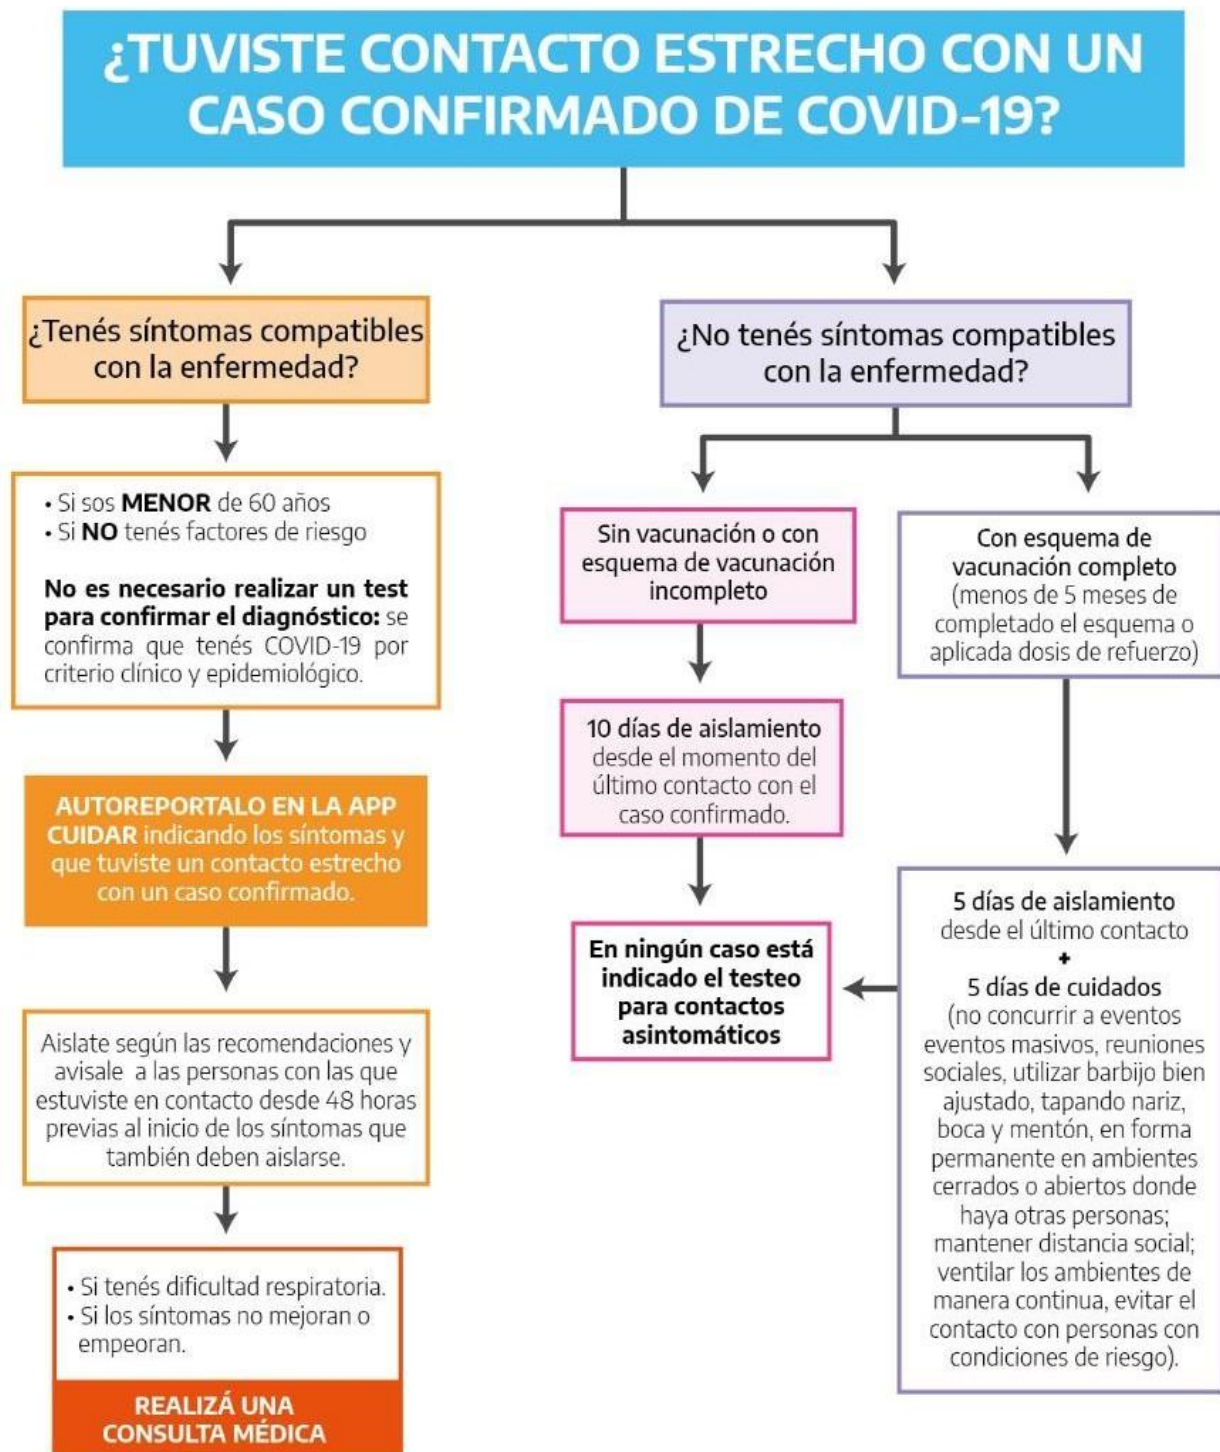 ¿TUVISTE CONTACTO ESTRECHO CON UN
CASO CONFIRMADO DE COVID-19?
¿Tenés síntomas compatibles
con la enfermedad?
• Si sos MENOR de 60 años
• Si NO tenés factores de riesgo
No es necesario realizar un test
para confirmar el diagnóstico: se
confirma que tenés COVID-19 por
criterio clínico y epidemiológico.
AUTOREPORTALO EN LA APP
CUIDAR indicando los síntomas y
que tuviste un contacto estrecho
con un caso confirmado.
Aislate según las recomendaciones y
avisale a las personas con las que
estuviste en contacto desde 48 horas
previas al inicio de los síntomas que
también deben aislarse.
• Si tenés dificultad respiratoria.
• Si los síntomas no mejoran o
empeoran.
REALIZÁ UNA
CONSULTA MÉDICA
¿No tenés síntomas compatibles
con la enfermedad?
Sin vacunación o con
esquema de vacunación
incompleto
10 días de aislamiento
desde el momento del
último contacto con el
caso confirmado.
En ningún caso está
indicado el testeo
para contactos
asintomáticos
Con esquema de
vacunación completo
(menos de 5 meses de
completado el esquema o
aplicada dosis de refuerzo)
5 días de aislamiento
desde el último contacto
+
5 días de cuidados
(no concurrir a eventos
eventos masivos, reuniones
sociales, utilizar barbijo bien
ajustado, tapando nariz,
boca y mentón, en forma
permanente en ambientes
cerrados o abiertos donde
haya otras personas;
mantener distancia social;
ventilar los ambientes de
manera continua, evitar el
contacto con personas con
condiciones de riesgo).